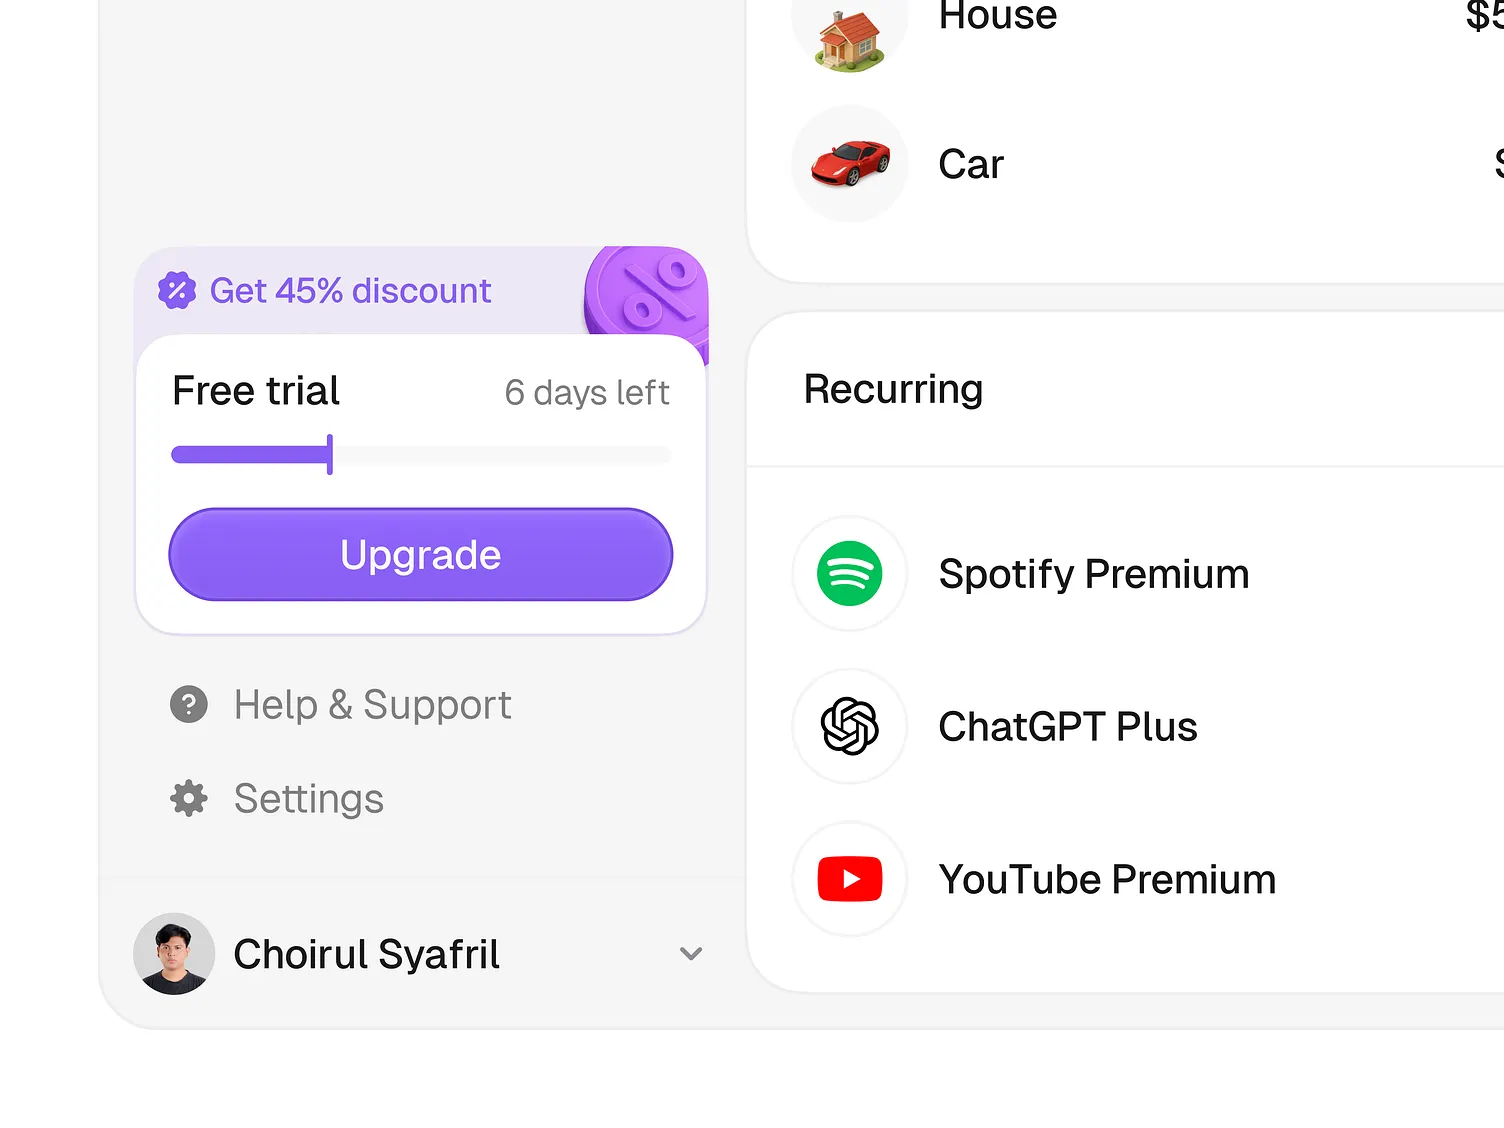 House
$5
Car
Get 45% discount
Free trial
6 days left
Upgrade
Help & Support
Settings
Choirul Syafril
Recurring
Spotify Premium
ChatGPT Plus
YouTube Premium